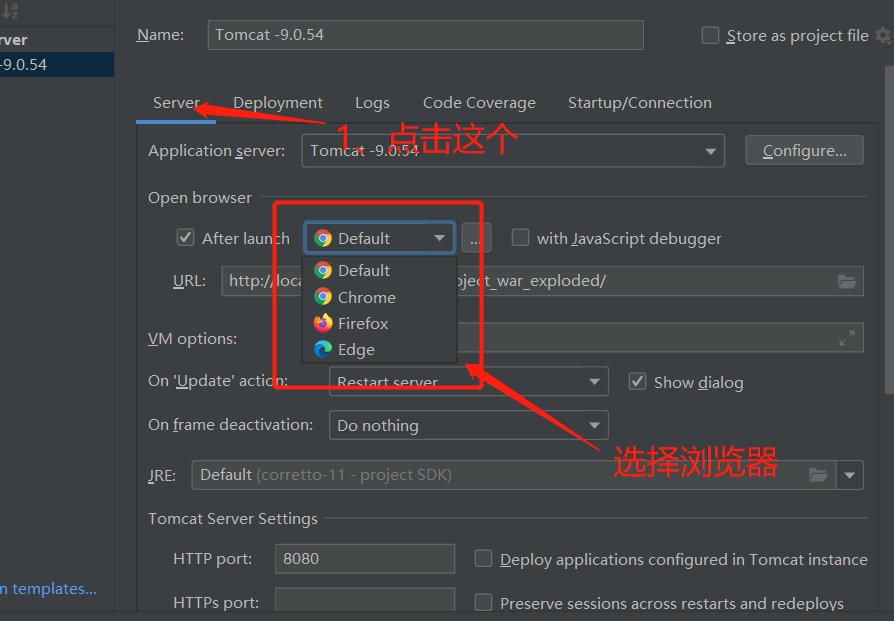 rver
-9.0.54
Name: Tomcat -9.0.54 Store as project file
Server Deployment Logs Code Coverage Startup/Connection
1、点击这个
Application server: Tomcat -9.0.54 Configure...
Open browser
After launch Default ... with JavaScript debugger
Default
URL: http://loca oject_war_exploded/
Chrome
Firefox
VM options:
Edge
On 'Update' action: Restart server Show dialog
On frame deactivation: Do nothing
选择浏览器
JRE: Default (corretto-11 - project SDK)
Tomcat Server Settings
HTTP port: 8080 Deploy applications configured in Tomcat instance
n templates...
HTTPs port: Preserve sessions across restarts and redeploys